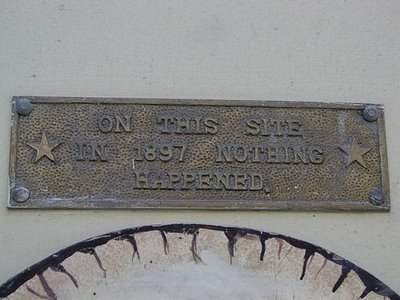 ON THIS SITE
IN 1897 NOTHING
HAPPENED